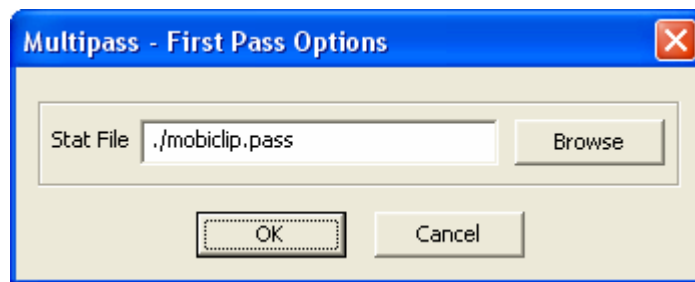 Multipass - First Pass Options
Stat File ./mobiclip.pass Browse
OK Cancel